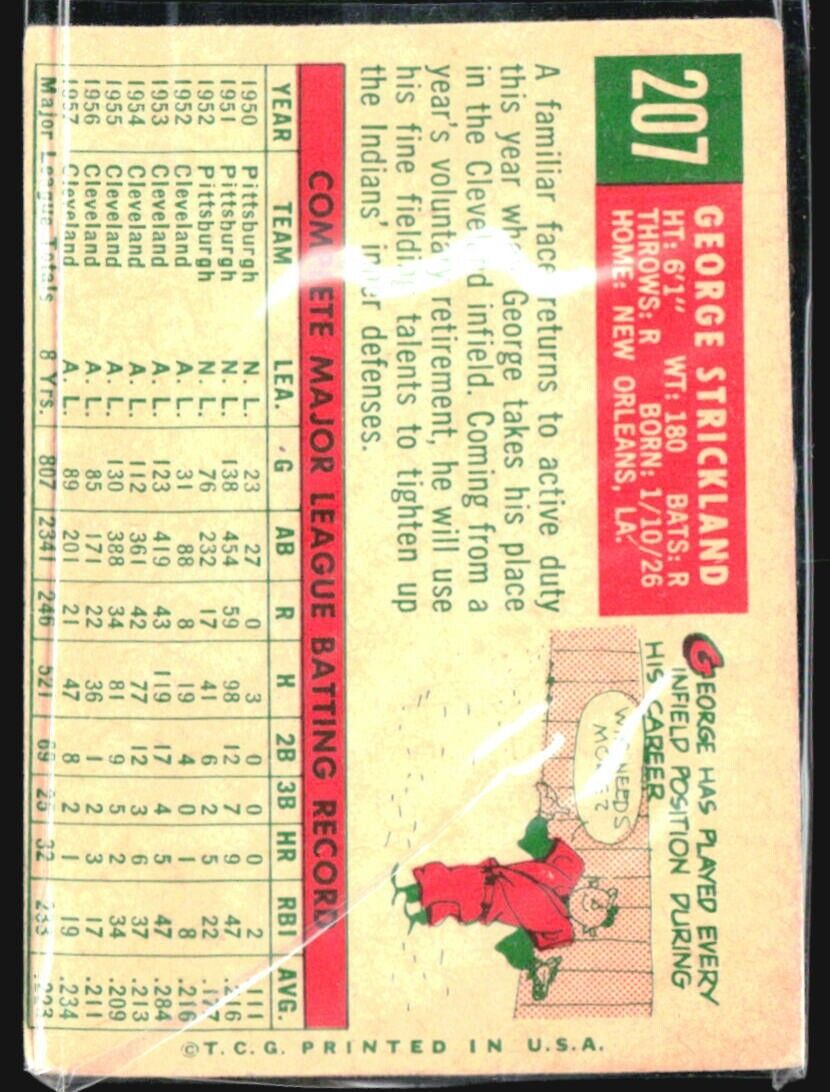 207
GEORGE STRICKLAND
HT: 6'1" WT: 180 BATS: R
THROWS: R BORN: 1/10/26
HOME: NEW ORLEANS, LA.
GEORGE HAS PLAYED EVERY
INFIELD POSITION DURING
HIS CAREER
NEEDS
A familiar face returns to active duty
this year when George takes his place
in the Cleveland infield. Coming from a
year's voluntary retirement, he will use
his fine fielding talents to tighten up
the Indians' inner defenses.
COMPLETE MAJOR LEAGUE BATTING RECORD
YEAR TEAM LEA. G AB R H 2B 3B HR RBI AVG.
1950 Pittsburgh N. L. 23 27 0 3 0 0 0 2 .111
1951 Pittsburgh N. L. 138 454 59 98 12 7 9 47
1952 Pittsburgh N. L. 76 232 17 41 6 2 5 22 .177
1952 Cleveland A. L. 31 88 8 19 4 0 1 8 .216
1953 Cleveland A. L. 123 419 43 119 17 4 5 47 .284
1954 Cleveland A. L. 112 361 42 77 12 3 6 37 .213
1955 Cleveland A. L. 130 388 34 81 9 5 2 34 .209
1956 Cleveland A. L. 85 171 22 36 1 2 3 17 .211
1957 Cleveland A. L. 89 201 21 47 8 2 1 19 .234
Major League Totals 8 Yrs. 807 2341 246 521 69 25 32 233
©T.C.G. PRINTED IN U.S.A.